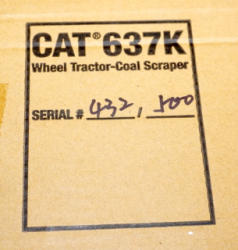 CAT® 637K
Wheel Tractor-Coal Scraper
SERIAL # 432, 500